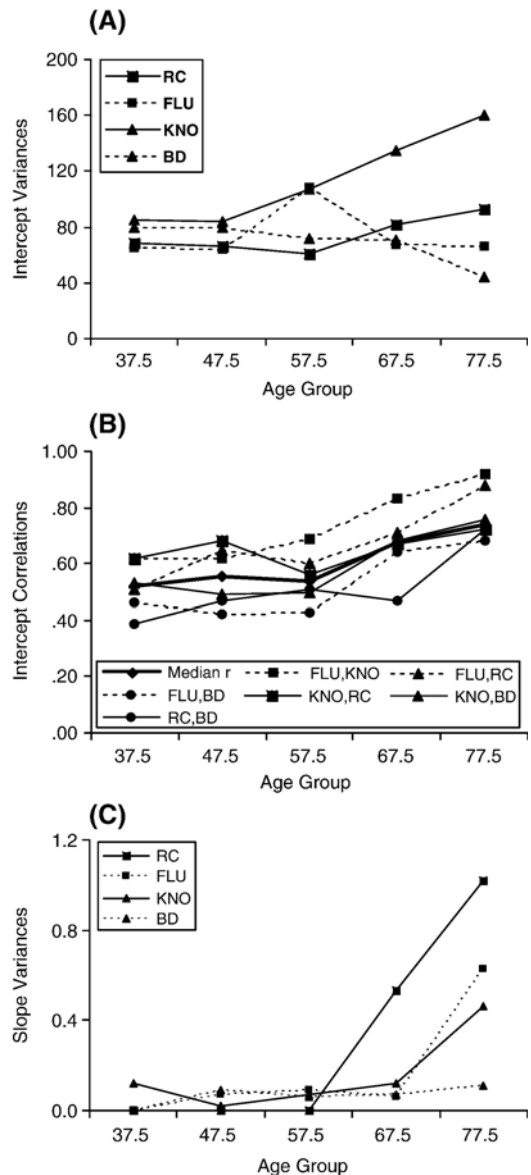 (A)
200
160
120
80
40
0
Intercept Variances
RC
FLU
KNO
BD
37.5 47.5 57.5 67.5 77.5
Age Group
(B)
1.00
.80
.60
.40
.20
.00
Intercept Correlations
Median r FLU,KNO FLU,RC
FLU,BD KNO,RC KNO,BD
RC,BD
37.5 47.5 57.5 67.5 77.5
Age Group
(C)
1.2
0.8
0.4
0.0
Slope Variances
RC
FLU
KNO
BD
37.5 47.5 57.5 67.5 77.5
Age Group